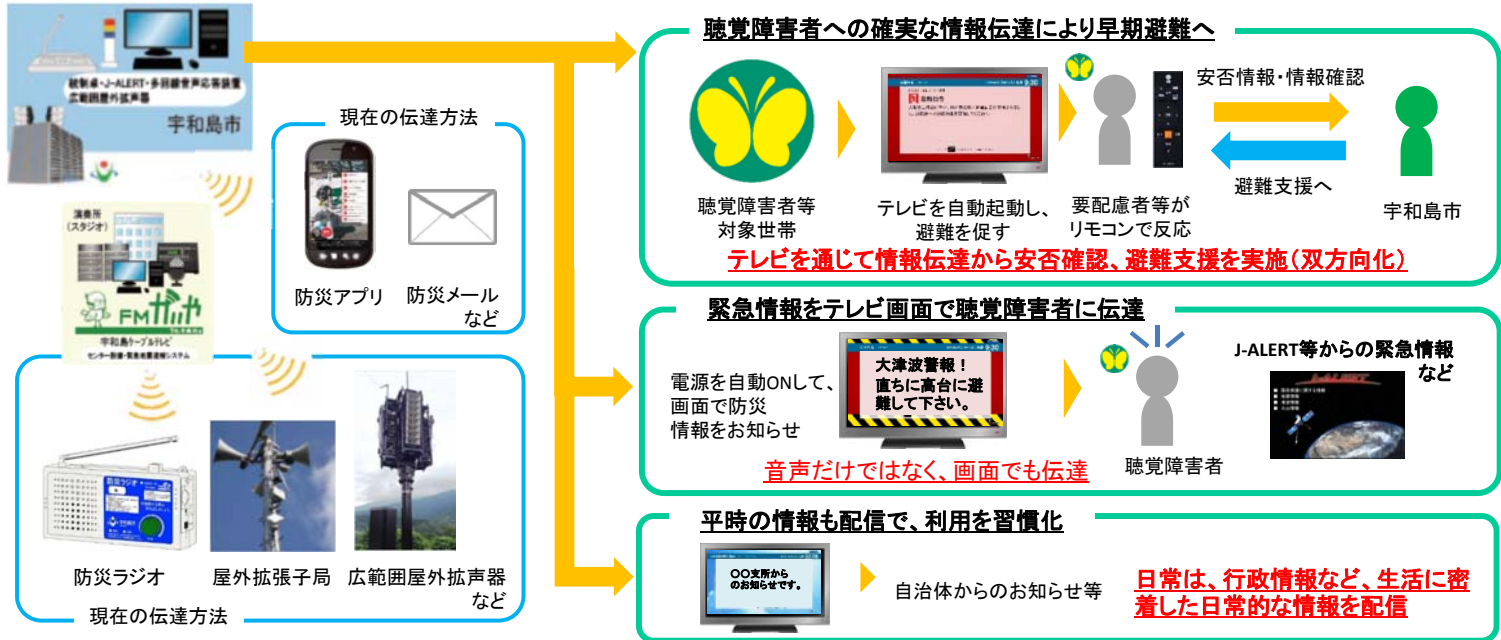 統制卓・J-ALERT・多回線音声応答装置
広範囲屋外拡声器
宇和島市
現在の伝達方法
防災アプリ
防災メール
など
演奏所
(スタジオ)
FMがいや
宇和島ケーブルテレビ
防災ラジオ
屋外拡張子局
広範囲屋外拡声器
など
現在の伝達方法
聴覚障害者への確実な情報伝達により早期避難へ
9:30
聴覚障害者等
対象世帯
テレビを自動起動し、
避難を促す
要配慮者等が
リモコンで反応
安否情報・情報確認
避難支援へ
宇和島市
テレビを通じて情報伝達から安否確認、避難支援を実施(双方向化)
緊急情報をテレビ画面で聴覚障害者に伝達
電源を自動ONして、
画面で防災
情報をお知らせ
9:30
大津波警報！
直ちに高台に避
難して下さい。
音声だけではなく、画面でも伝達
聴覚障害者
J-ALERT等からの緊急情報
など
J-ALERT
平時の情報も配信で、利用を習慣化
〇〇支所から
のお知らせです。
自治体からのお知らせ等
日常は、行政情報など、生活に密
着した日常的な情報を配信